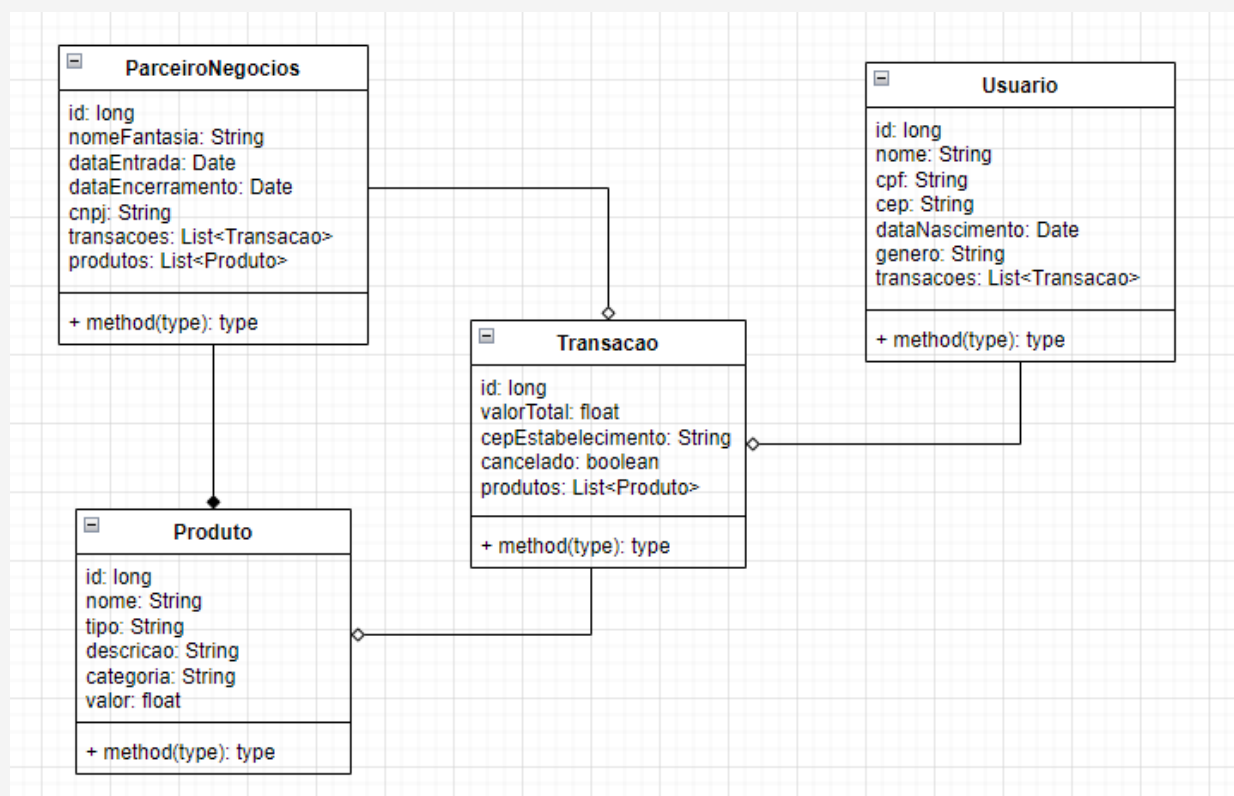 ParceiroNegocios
id: long
nomeFantasia: String
dataEntrada: Date
dataEncerramento: Date
cnpj: String
transacoes: List<Transacao>
produtos: List<Produto>
+ method(type): type
Usuario
id: long
nome: String
cpf: String
cep: String
dataNascimento: Date
genero: String
transacoes: List<Transacao>
+ method(type): type
Transacao
id: long
valorTotal: float
cepEstabelecimento: String
cancelado: boolean
produtos: List<Produto>
+ method(type): type
Produto
id: long
nome: String
tipo: String
descricao: String
categoria: String
valor: float
+ method(type): type